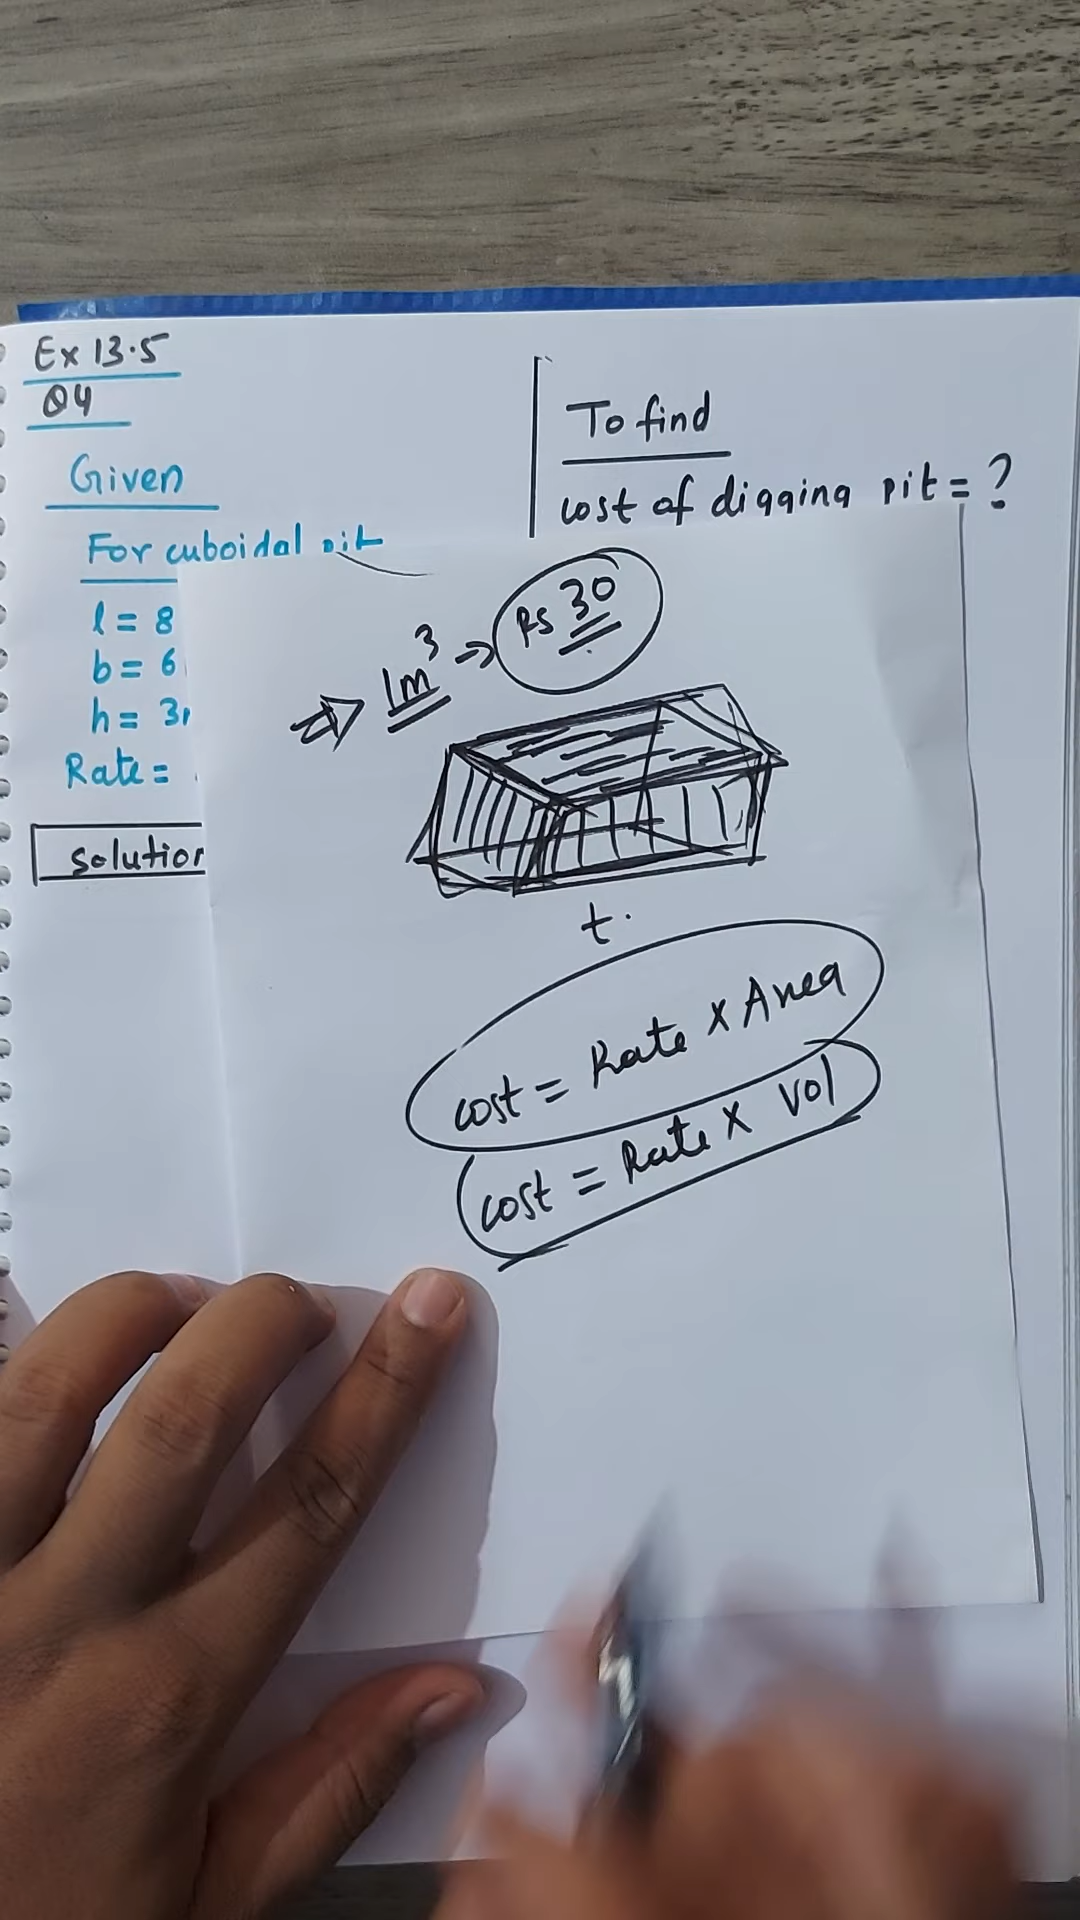 Ex 13.5
Q4
Given
For cuboidal pit
l = 8
b = 6
h = 3
Rate =
Solution
To find
cost of digging pit = ?
⇒ 1m³ → Rs 30
t.
cost = Rate x Area
cost = Rate x Vol